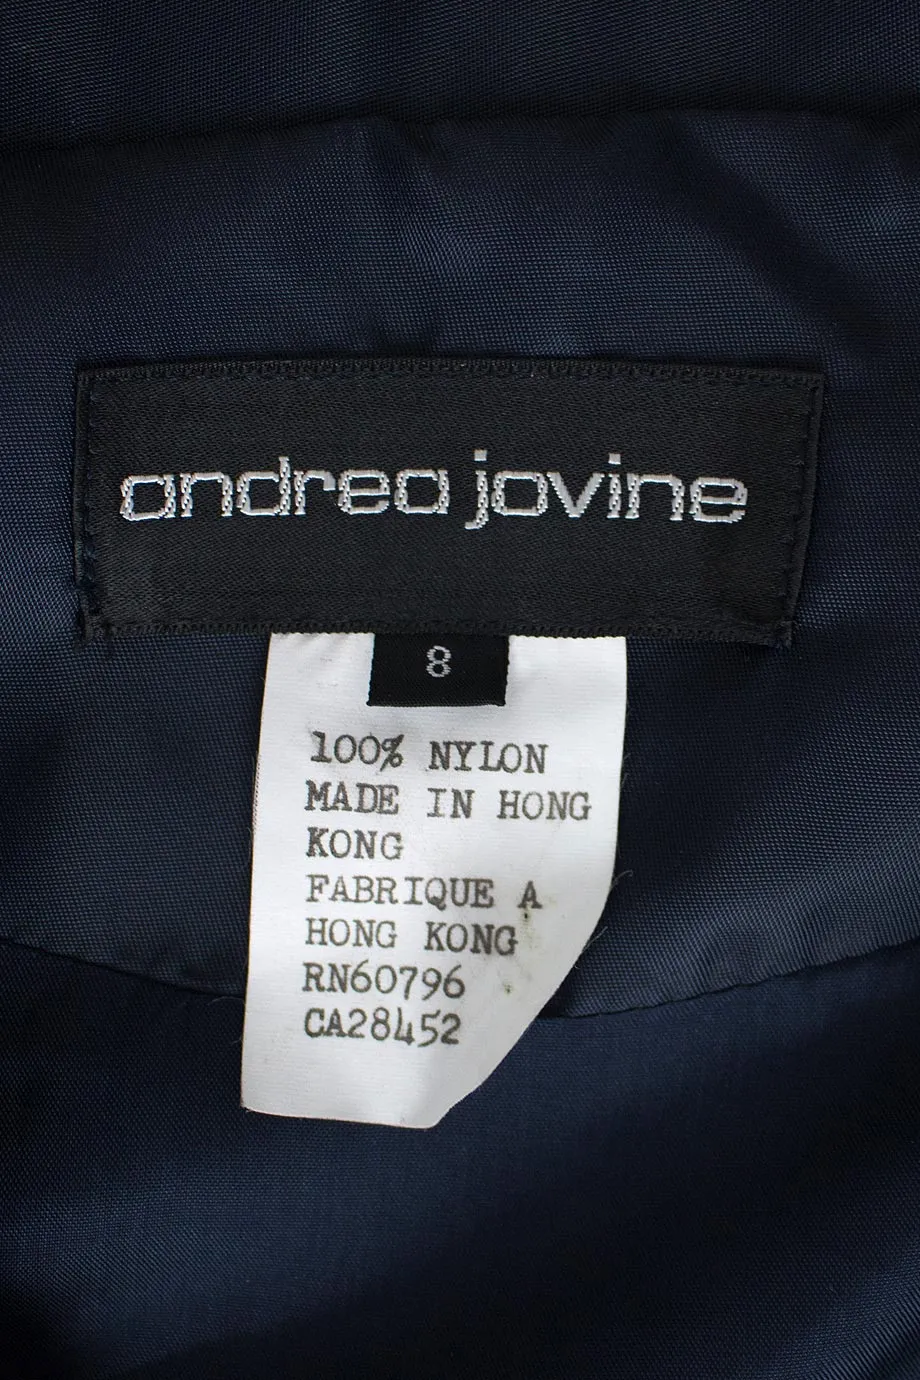 andrea jovine
8
100% NYLON
MADE IN HONG
KONG
FABRIQUE A
HONG KONG
RN60796
CA28452